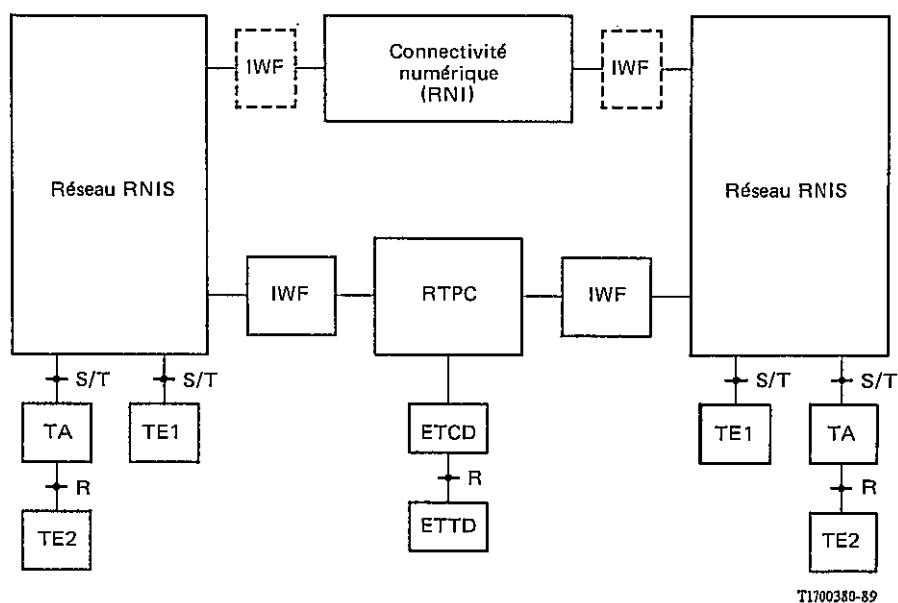 IWF
Connectivité
numérique
(RNI)
IWF
Réseau RNIS
Réseau RNIS
IWF
RTPC
IWF
S/T
S/T
S/T
S/T
TA
TE1
ETCD
TE1
TA
R
R
R
TE2
ETTD
TE2
T1700380-89